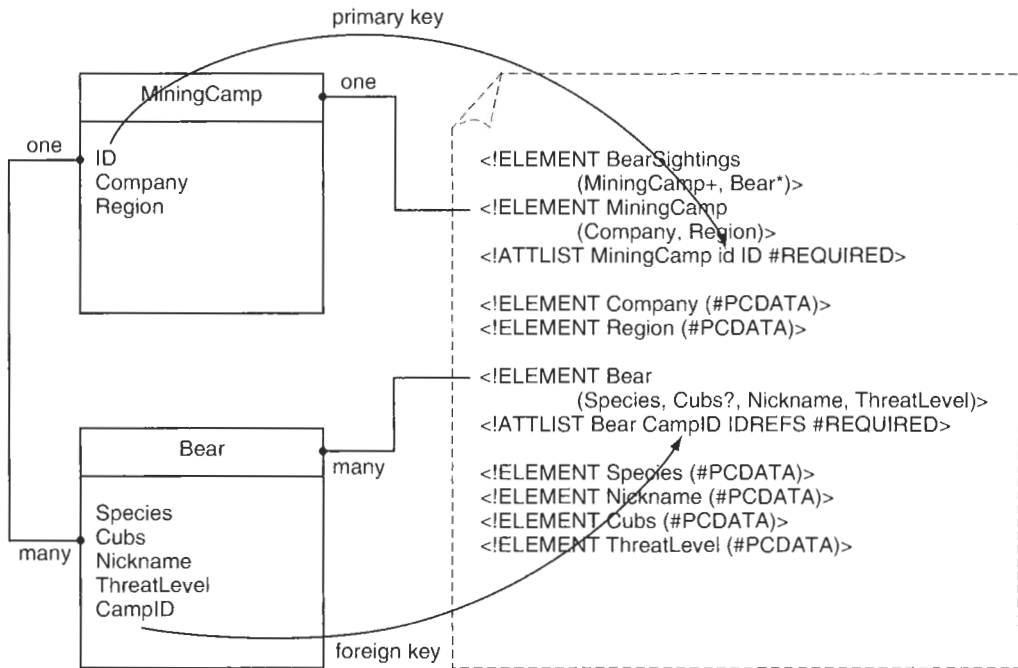 primary key
MiningCamp
one
one
ID
Company
Region
<!ELEMENT BearSightings
(MiningCamp+, Bear*)>
<!ELEMENT MiningCamp
(Company, Region)>
<!ATTLIST MiningCamp id ID #REQUIRED>
<!ELEMENT Company (#PCDATA)>
<!ELEMENT Region (#PCDATA)>
<!ELEMENT Bear
(Species, Cubs?, Nickname, ThreatLevel)>
<!ATTLIST Bear CampID IDREFS #REQUIRED>
<!ELEMENT Species (#PCDATA)>
<!ELEMENT Nickname (#PCDATA)>
<!ELEMENT Cubs (#PCDATA)>
<!ELEMENT ThreatLevel (#PCDATA)>
Bear
many
many
Species
Cubs
Nickname
ThreatLevel
CampID
foreign key